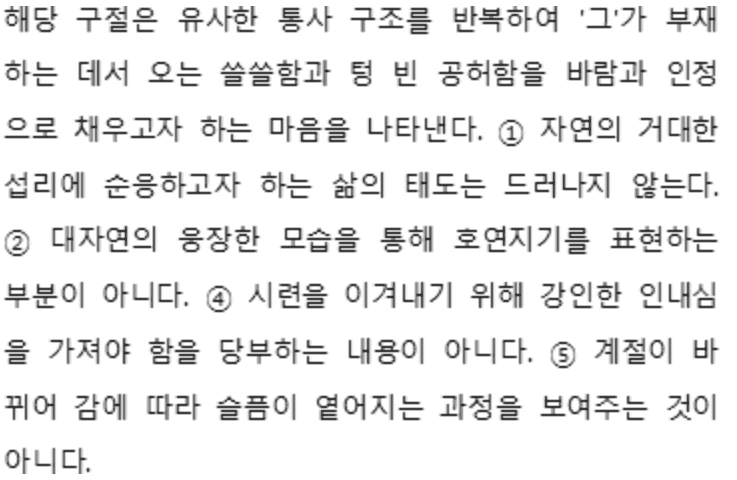 해당 구절은 유사한 통사 구조를 반복하여 '그'가 부재
하는 데서 오는 쓸쓸함과 텅 빈 공허함을 바람과 인정
으로 채우고자 하는 마음을 나타낸다. ① 자연의 거대한
섭리에 순응하고자 하는 삶의 태도는 드러나지 않는다.
② 대자연의 웅장한 모습을 통해 호연지기를 표현하는
부분이 아니다. ④ 시련을 이겨내기 위해 강인한 인내심
을 가져야 함을 당부하는 내용이 아니다. ⑤ 계절이 바
뀌어 감에 따라 슬픔이 옅어지는 과정을 보여주는 것이
아니다.